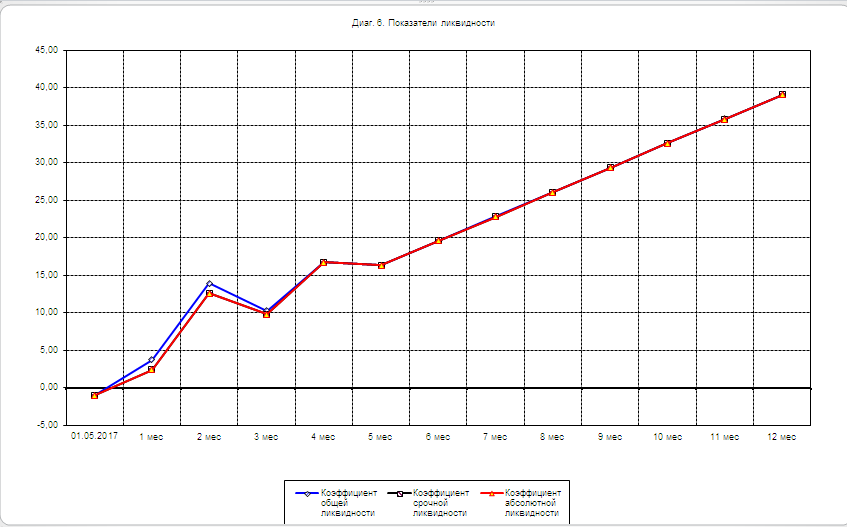 Диаг. 6. Показатели ликвидности
45,00
40,00
35,00
30,00
25,00
20,00
15,00
10,00
5,00
0,00
-5,00
01.05.2017 1 мес 2 мес 3 мес 4 мес 5 мес 6 мес 7 мес 8 мес 9 мес 10 мес 11 мес 12 мес
Коэффициент общей ликвидности
Коэффициент срочной ликвидности
Коэффициент абсолютной ликвидности